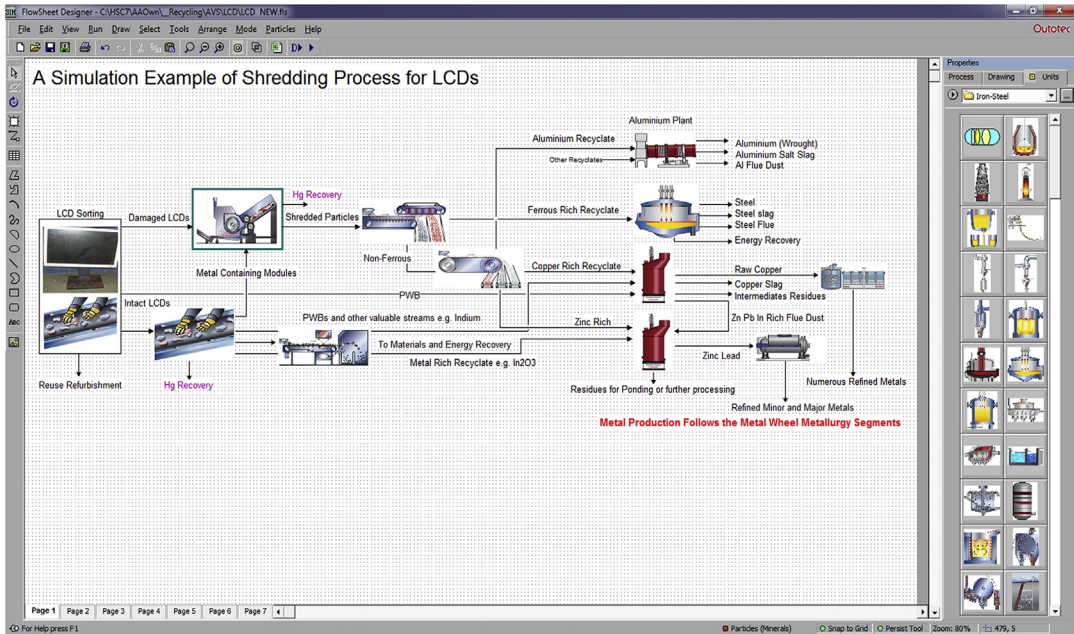 FlowSheet Designer - C:\HSC7\AAOwn\__Recycling\AVS\LCD\LCD NEW.fls
File Edit View Run Draw Select Tools Arrange Mode Particles Help
Outotec
Properties
Process Drawing Units
Iron-Steel
A Simulation Example of Shredding Process for LCDs
Aluminium Plant
Aluminium Recyclate
Other Recyclates
Aluminium (Wrought)
Aluminium Salt Slag
Al Flue Dust
Hg Recovery
LCD Sorting
Damaged LCDs
Shredded Particles
Ferrous Rich Recyclate
Steel
Steel slag
Steel Flue
Energy Recovery
Non-Ferrous
Metal Containing Modules
Copper Rich Recyclate
Raw Copper
Copper Slag
Intermediates Residues
PWB
Intact LCDs
PWBs and other valuable streams e.g. Indium
Zinc Rich
Zn Pb In Rich Flue Dust
To Materials and Energy Recovery
Metal Rich Recyclate e.g. In2O3
Zinc Lead
Reuse Refurbishment
Hg Recovery
Residues for Ponding or further processing
Numerous Refined Metals
Refined Minor and Major Metals
Metal Production Follows the Metal Wheel Metallurgy Segments
ABC
Page 1 Page 2 Page 3 Page 4 Page 5 Page 6 Page 7
For Help press F1
Particles (Minerals) Snap to Grid Persist Tool Zoom: 80% 479, 5